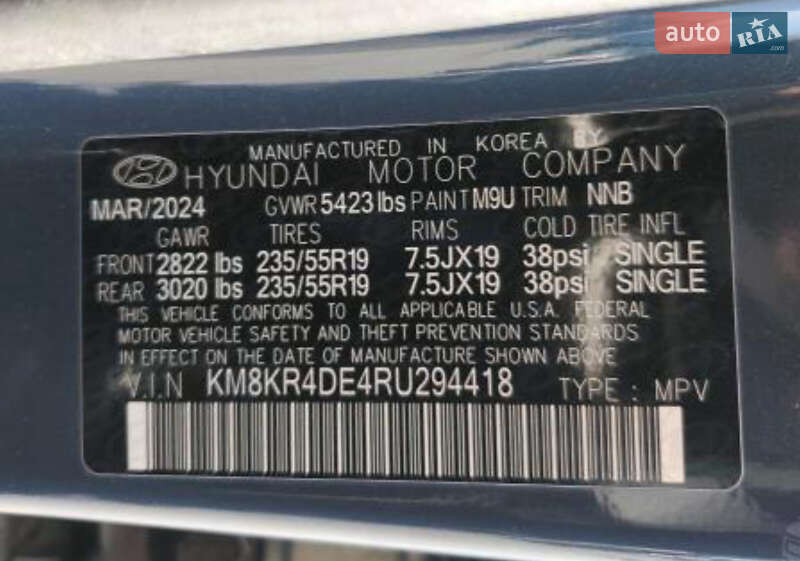 auto RIA.com
MANUFACTURED IN KOREA BY
HYUNDAI MOTOR COMPANY
MAR/2024 GVWR 5423 lbs PAINT M9U TRIM NNB
GAWR TIRES RIMS COLD TIRE INFL
FRONT 2822 lbs 235/55R19 7.5JX19 38psi SINGLE
REAR 3020 lbs 235/55R19 7.5JX19 38psi SINGLE
THIS VEHICLE CONFORMS TO ALL APPLICABLE U.S.A. FEDERAL
MOTOR VEHICLE SAFETY AND THEFT PREVENTION STANDARDS
IN EFFECT ON THE DATE OF MANUFACTURE SHOWN ABOVE
V.I.N KM8KR4DE4RU294418 TYPE : MPV